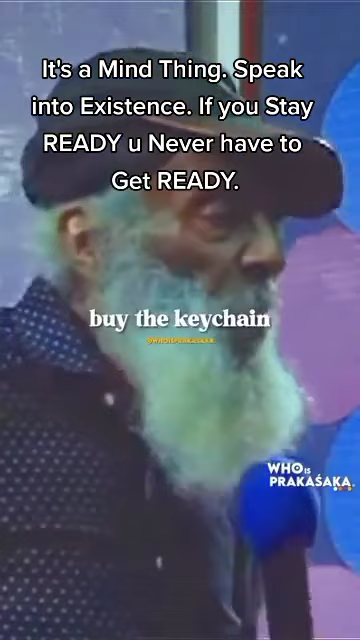 It's a Mind Thing. Speak
into Existence. If you Stay
READY u Never have to
Get READY.
buy the keychain
@WHOISPRAKASAKA
WHO IS
PRAKAŚAKA